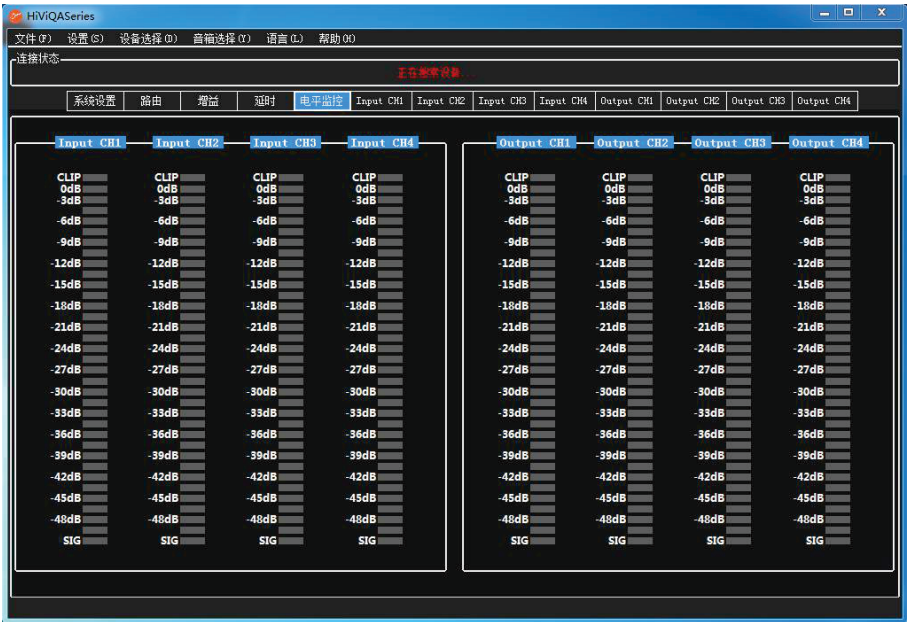 HiViQASeries
文件(F) 设置(S) 设备选择(D) 音箱选择(Y) 语言(L) 帮助(H)
连接状态
正在搜索设备...
系统设置 路由 增益 延时 电平监控 Input CH1 Input CH2 Input CH3 Input CH4 Output CH1 Output CH2 Output CH3 Output CH4
Input CH1 Input CH2 Input CH3 Input CH4 Output CH1 Output CH2 Output CH3 Output CH4
CLIP CLIP CLIP CLIP CLIP CLIP CLIP CLIP
0dB 0dB 0dB 0dB 0dB 0dB 0dB 0dB
-3dB -3dB -3dB -3dB -3dB -3dB -3dB -3dB
-6dB -6dB -6dB -6dB -6dB -6dB -6dB -6dB
-9dB -9dB -9dB -9dB -9dB -9dB -9dB -9dB
-12dB -12dB -12dB -12dB -12dB -12dB -12dB -12dB
-15dB -15dB -15dB -15dB -15dB -15dB -15dB -15dB
-18dB -18dB -18dB -18dB -18dB -18dB -18dB -18dB
-21dB -21dB -21dB -21dB -21dB -21dB -21dB -21dB
-24dB -24dB -24dB -24dB -24dB -24dB -24dB -24dB
-27dB -27dB -27dB -27dB -27dB -27dB -27dB -27dB
-30dB -30dB -30dB -30dB -30dB -30dB -30dB -30dB
-33dB -33dB -33dB -33dB -33dB -33dB -33dB -33dB
-36dB -36dB -36dB -36dB -36dB -36dB -36dB -36dB
-39dB -39dB -39dB -39dB -39dB -39dB -39dB -39dB
-42dB -42dB -42dB -42dB -42dB -42dB -42dB -42dB
-45dB -45dB -45dB -45dB -45dB -45dB -45dB -45dB
-48dB -48dB -48dB -48dB -48dB -48dB -48dB -48dB
SIG SIG SIG SIG SIG SIG SIG SIG